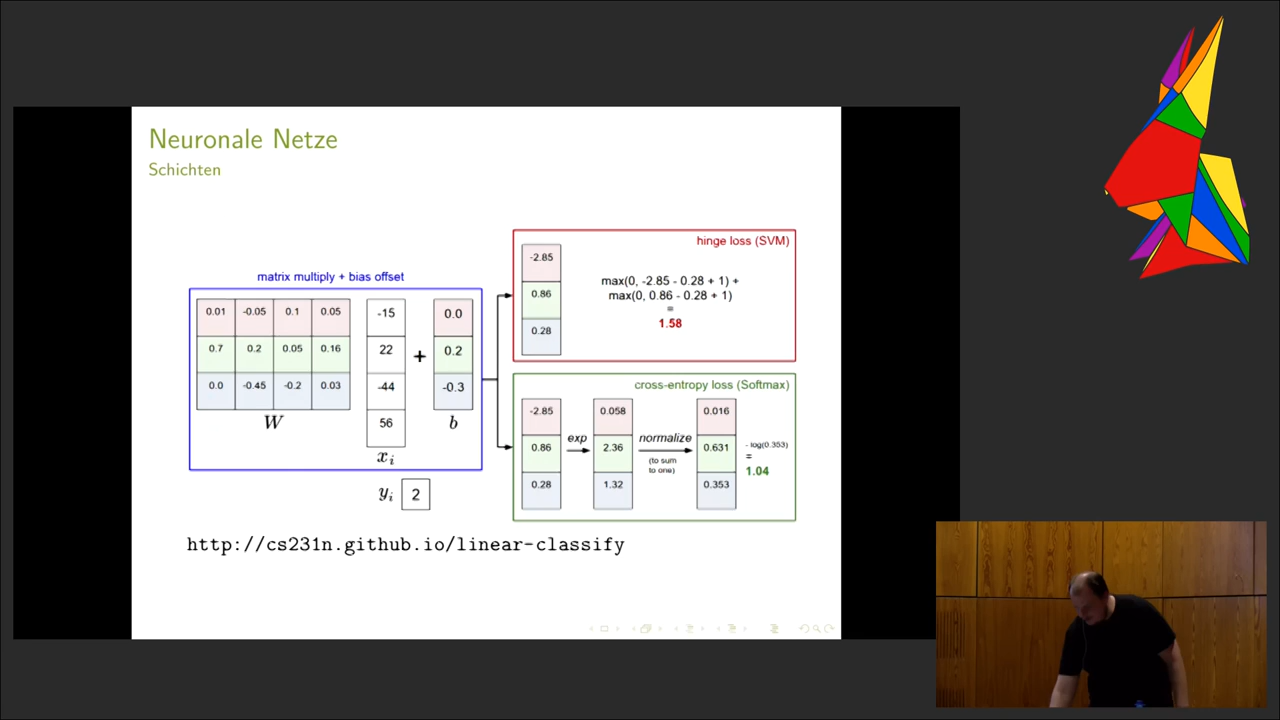 Neuronale Netze
Schichten
matrix multiply + bias offset
0.01 -0.05 0.1 0.05
0.7 0.2 0.05 0.16
0.0 -0.45 -0.2 0.03
W
-15
22
-44
56
xi
+
0.0
0.2
-0.3
b
yi 2
hinge loss (SVM)
-2.85
0.86
0.28
max(0, -2.85 - 0.28 + 1) +
max(0, 0.86 - 0.28 + 1)
=
1.58
cross-entropy loss (Softmax)
-2.85
0.86
0.28
exp
0.058
2.36
1.32
normalize
(to sum
to one)
0.016
0.631
0.353
- log(0.353)
=
1.04
http://cs231n.github.io/linear-classify